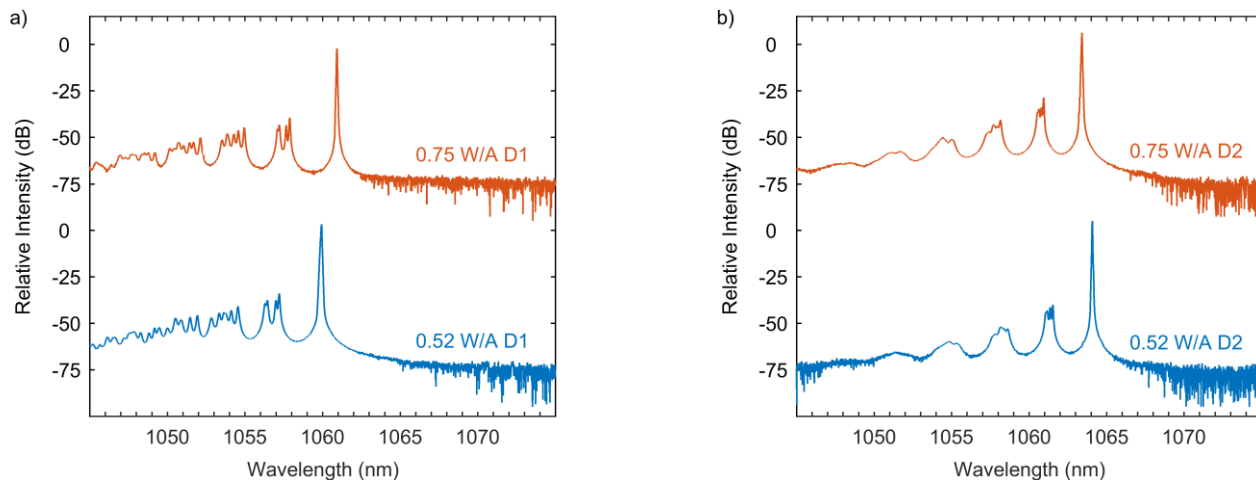 a)
0
-25
-50
-75
0
-25
-50
-75
Relative Intensity (dB)
Relative Intensity (dB)
0.75 W/A D1
0.52 W/A D1
1050 1055 1060 1065 1070
Wavelength (nm)
b)
0
-25
-50
-75
0
-25
-50
-75
Relative Intensity (dB)
Relative Intensity (dB)
0.75 W/A D2
0.52 W/A D2
1050 1055 1060 1065 1070
Wavelength (nm)